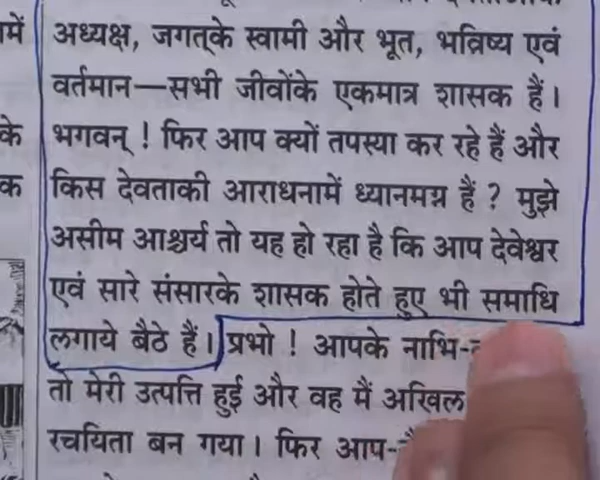 में अध्यक्ष, जगत्के स्वामी और भूत, भविष्य एवं
वर्तमान—सभी जीवोंके एकमात्र शासक हैं।
के भगवन् ! फिर आप क्यों तपस्या कर रहे हैं और
क किस देवताकी आराधनामें ध्यानमग्न हैं ? मुझे
असीम आश्चर्य तो यह हो रहा है कि आप देवेश्वर
एवं सारे संसारके शासक होते हुए भी समाधि
लगाये बैठे हैं। प्रभो ! आपके नाभि-
तो मेरी उत्पत्ति हुई और वह मैं अखिल
रचयिता बन गया। फिर आप-